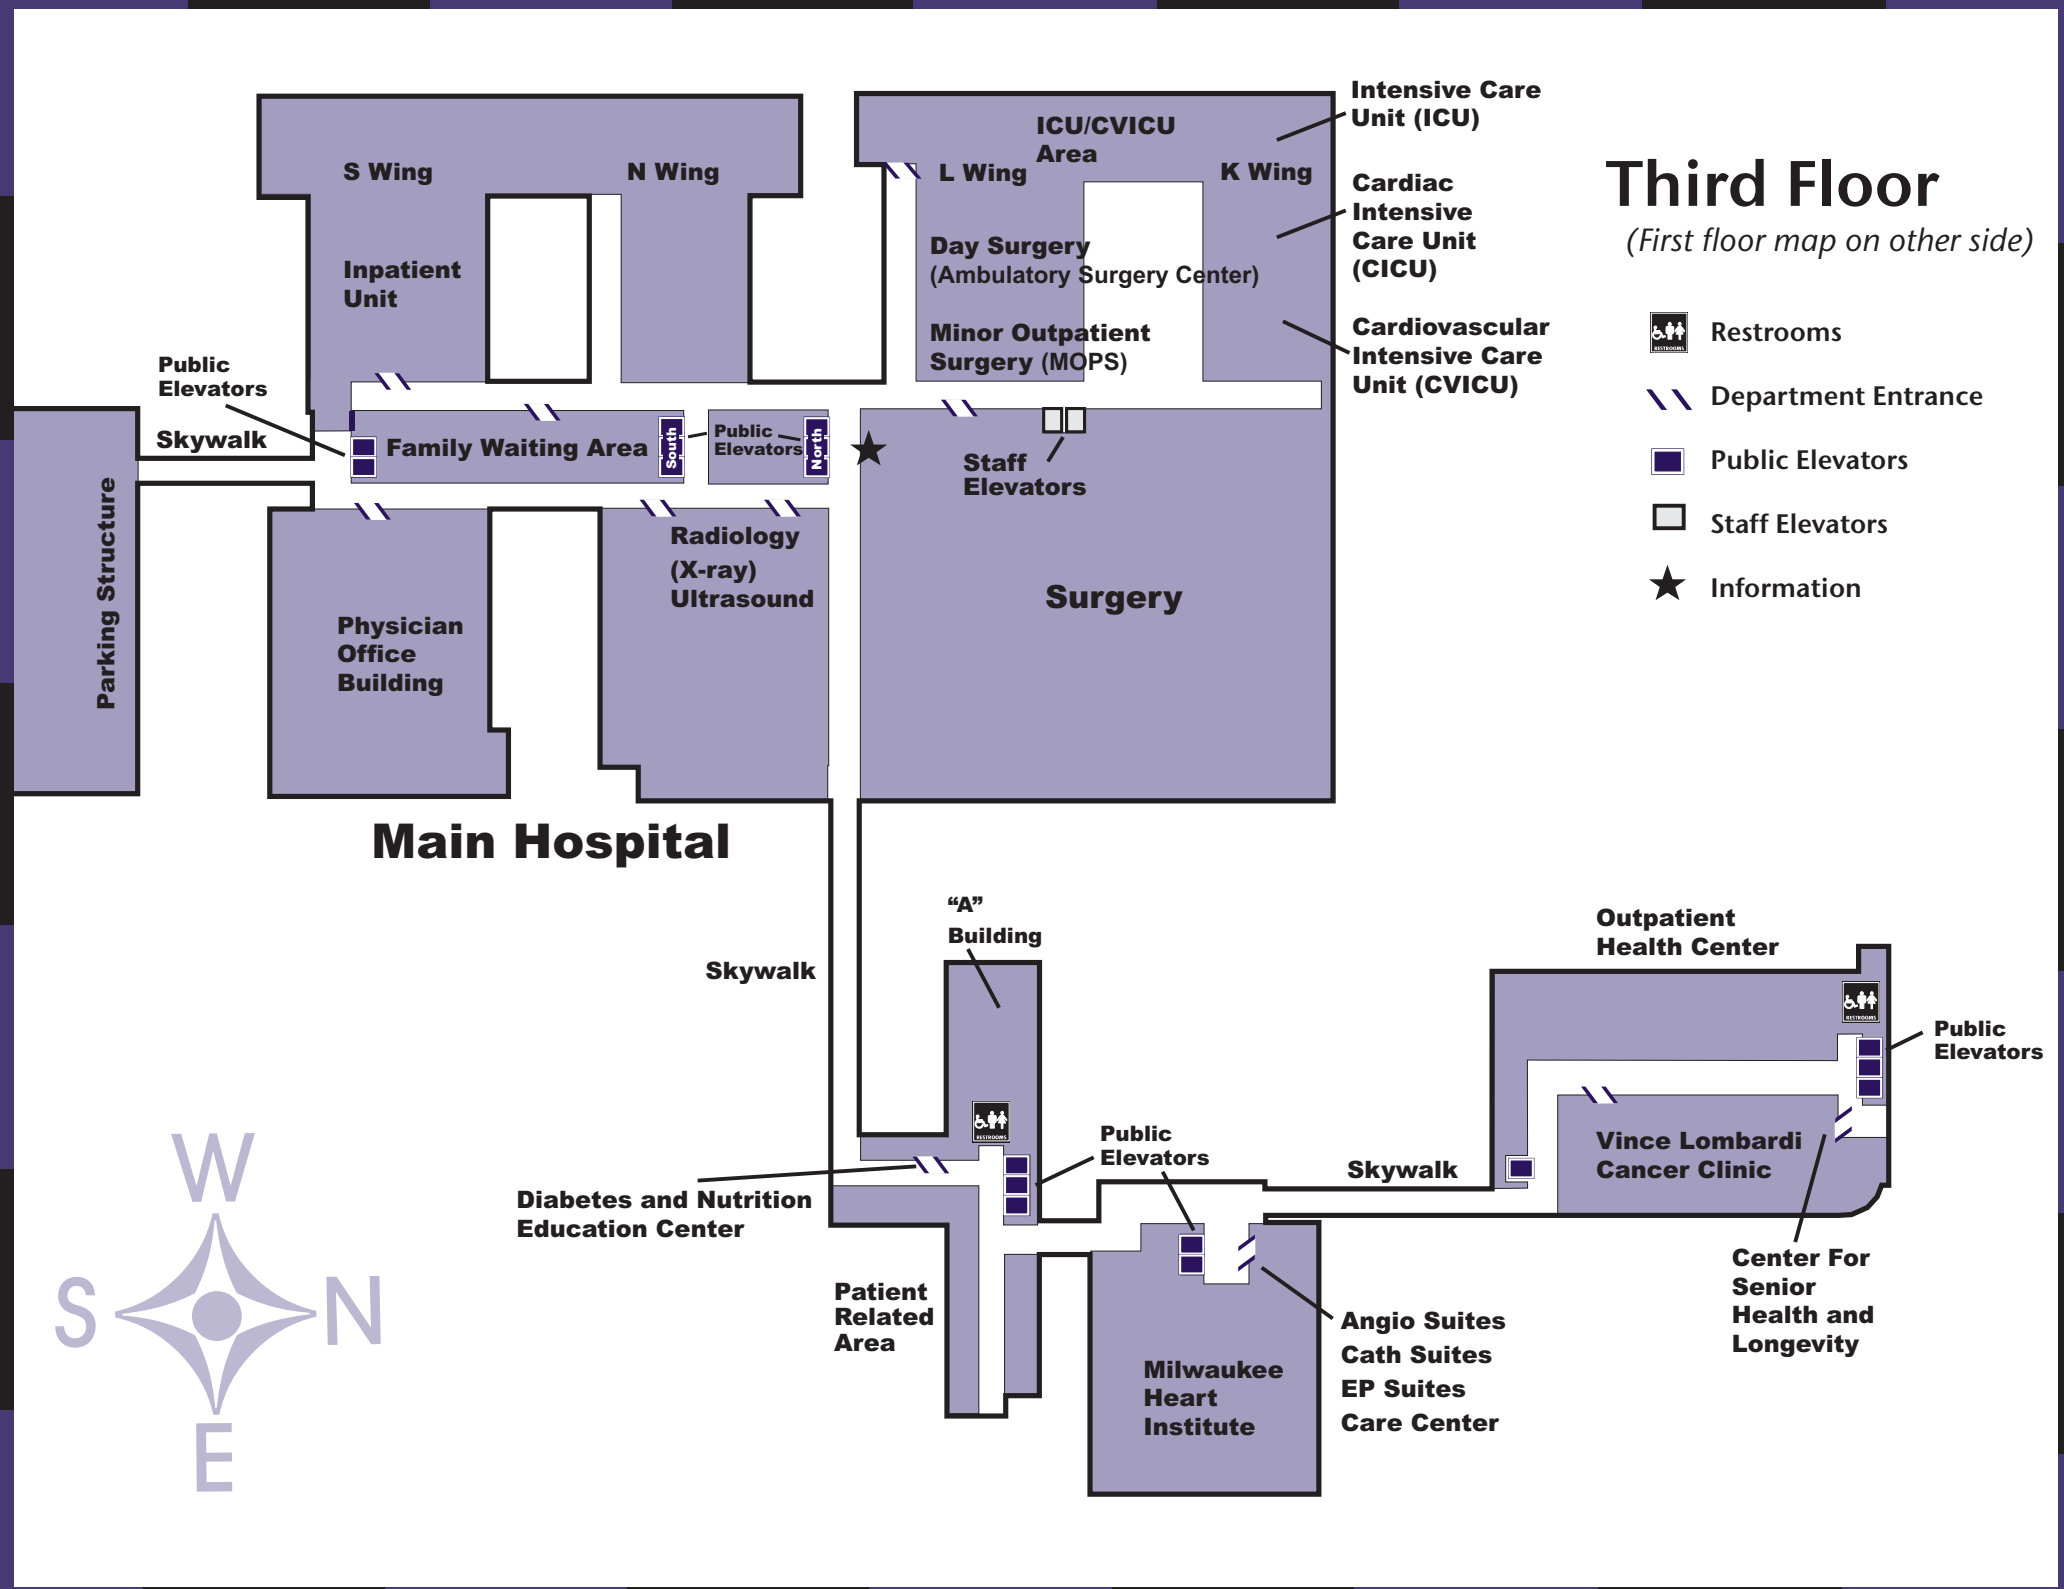 Third Floor
(First floor map on other side)
RESTROOMS
Restrooms
Department Entrance
Public Elevators
Staff Elevators
Information
Intensive Care
Unit (ICU)
Cardiac
Intensive
Care Unit
(CICU)
Cardiovascular
Intensive Care
Unit (CVICU)
ICU/CVICU
Area
S Wing
N Wing
L Wing
K Wing
Inpatient
Unit
Day Surgery
(Ambulatory Surgery Center)
Minor Outpatient
Surgery (MOPS)
Public
Elevators
Skywalk
Family Waiting Area
South
Public
Elevators
North
Staff
Elevators
Parking Structure
Physician
Office
Building
Radiology
(X-ray)
Ultrasound
Surgery
Main Hospital
Skywalk
“A”
Building
RESTROOMS
Outpatient
Health Center
RESTROOMS
Public
Elevators
Public
Elevators
Skywalk
Vince Lombardi
Cancer Clinic
Diabetes and Nutrition
Education Center
Center For
Senior
Health and
Longevity
Patient
Related
Area
Milwaukee
Heart
Institute
Angio Suites
Cath Suites
EP Suites
Care Center
W
S
N
E